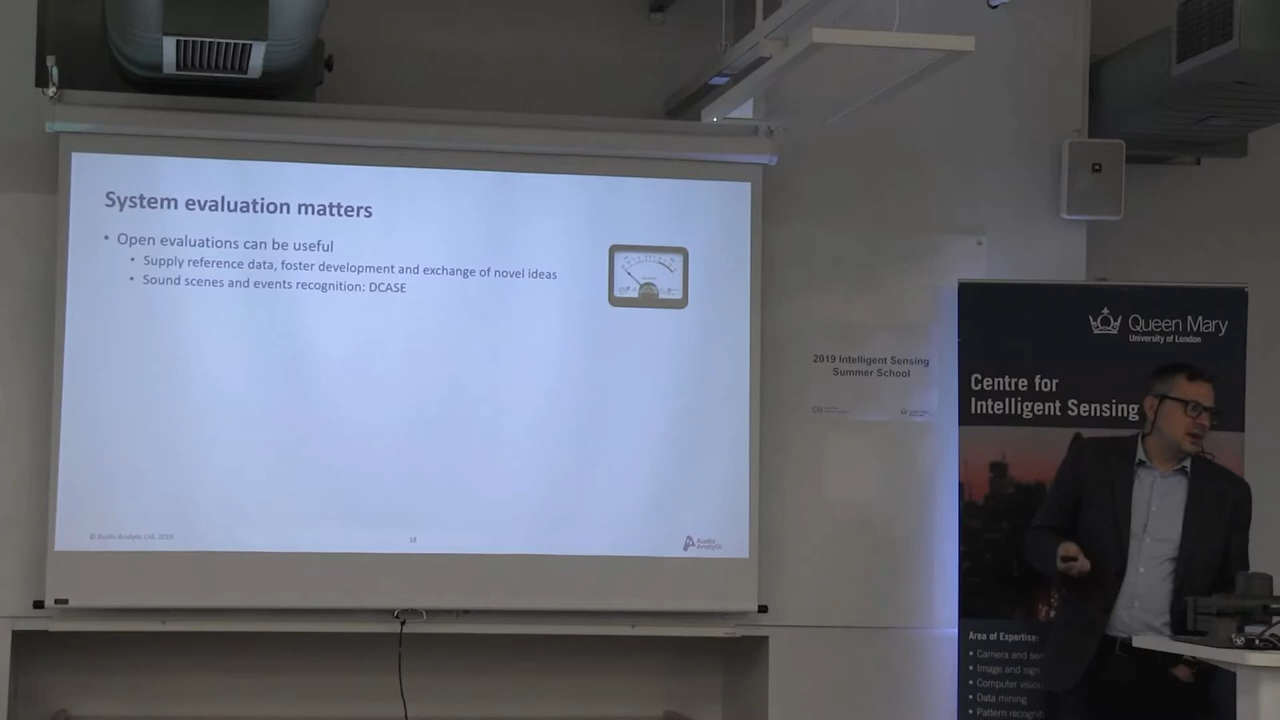 System evaluation matters
• Open evaluations can be useful
• Supply reference data, foster development and exchange of novel ideas
• Sound scenes and events recognition: DCASE
© Audio Analytic Ltd, 2019
18
Audio
Analytic
2019 Intelligent Sensing
Summer School
Queen Mary
University of London
Centre for
Intelligent Sensing
Area of Expertise:
• Camera and sen
• Image and sign
• Computer visio
• Data mining
• Pattern recognit